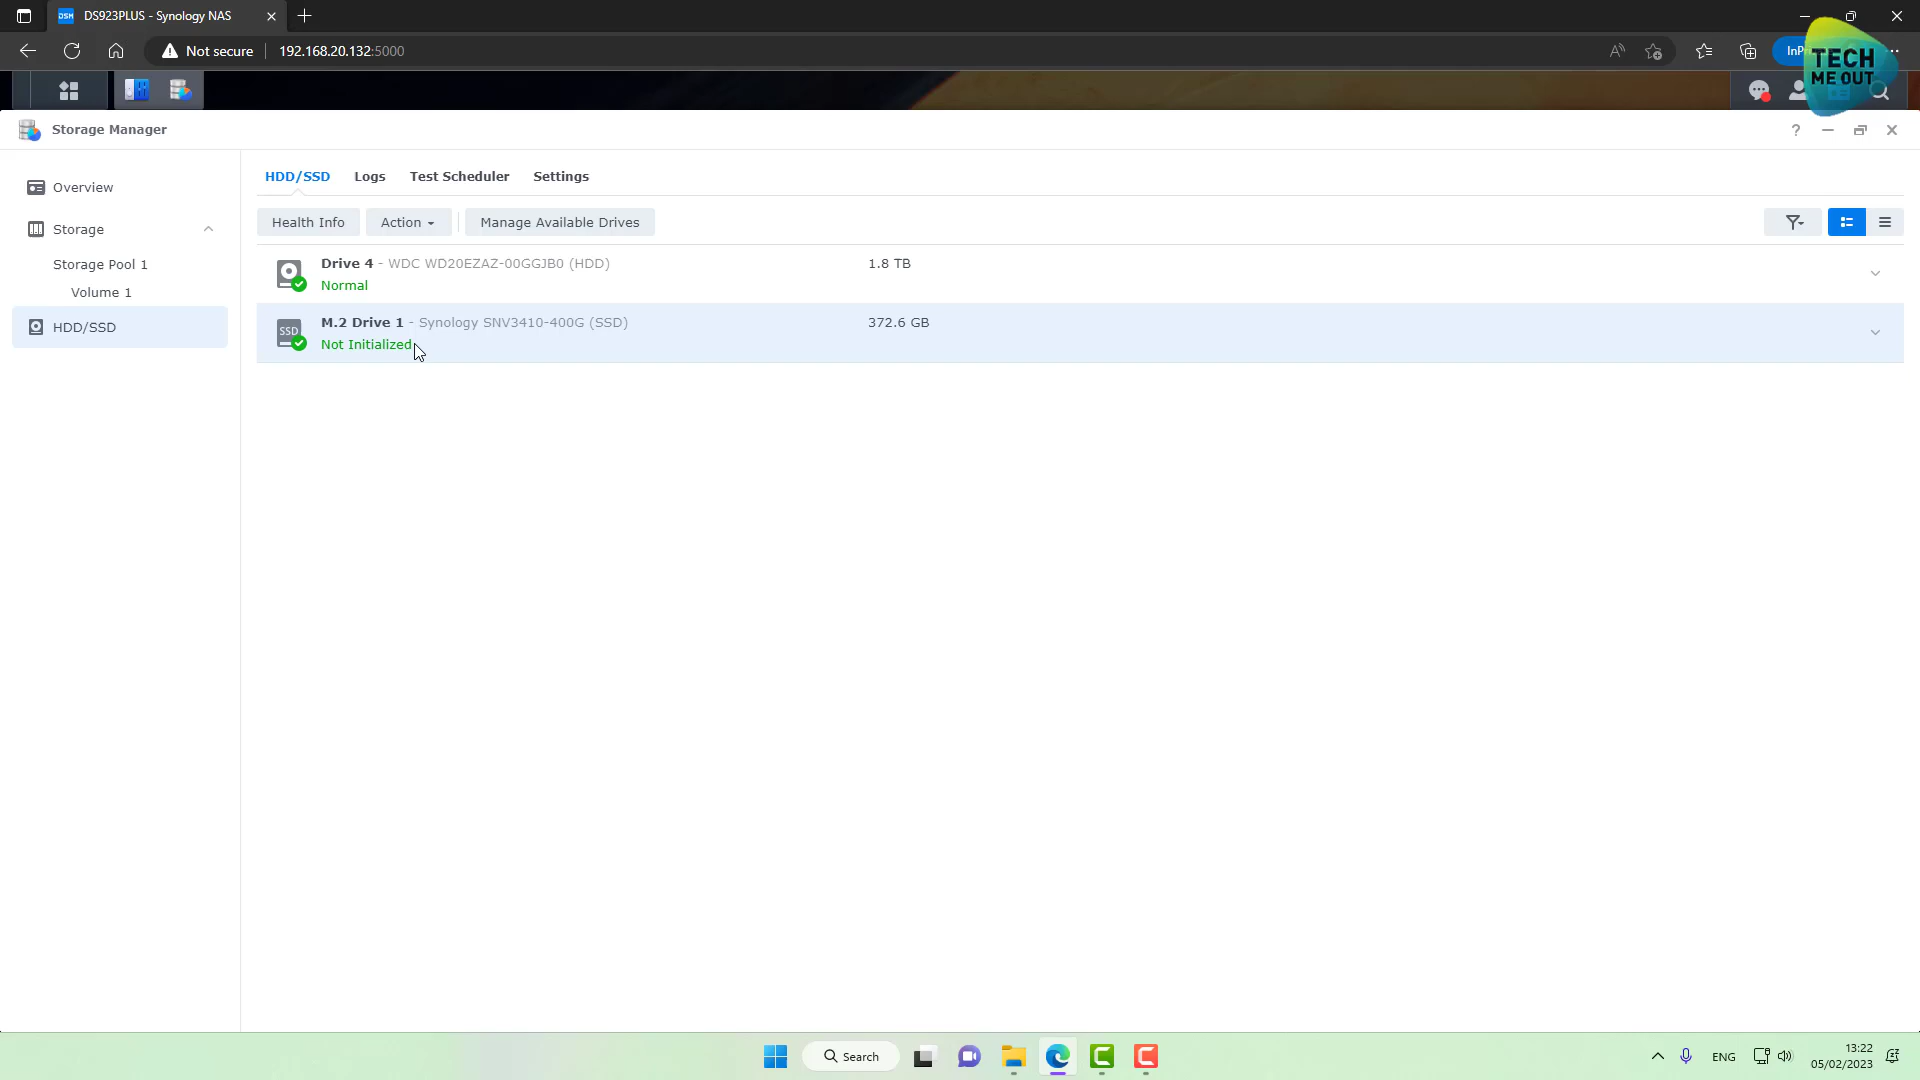 DSM DS923PLUS - Synology NAS
Not secure 192.168.20.132:5000
TECH
ME OUT
Storage Manager
Overview
Storage
Storage Pool 1
Volume 1
HDD/SSD
HDD/SSD Logs Test Scheduler Settings
Health Info Action Manage Available Drives
Drive 4 - WDC WD20EZAZ-00GGJB0 (HDD) 1.8 TB
Normal
SSD M.2 Drive 1 - Synology SNV3410-400G (SSD) 372.6 GB
Not Initialized
Search
ENG
13:22
05/02/2023